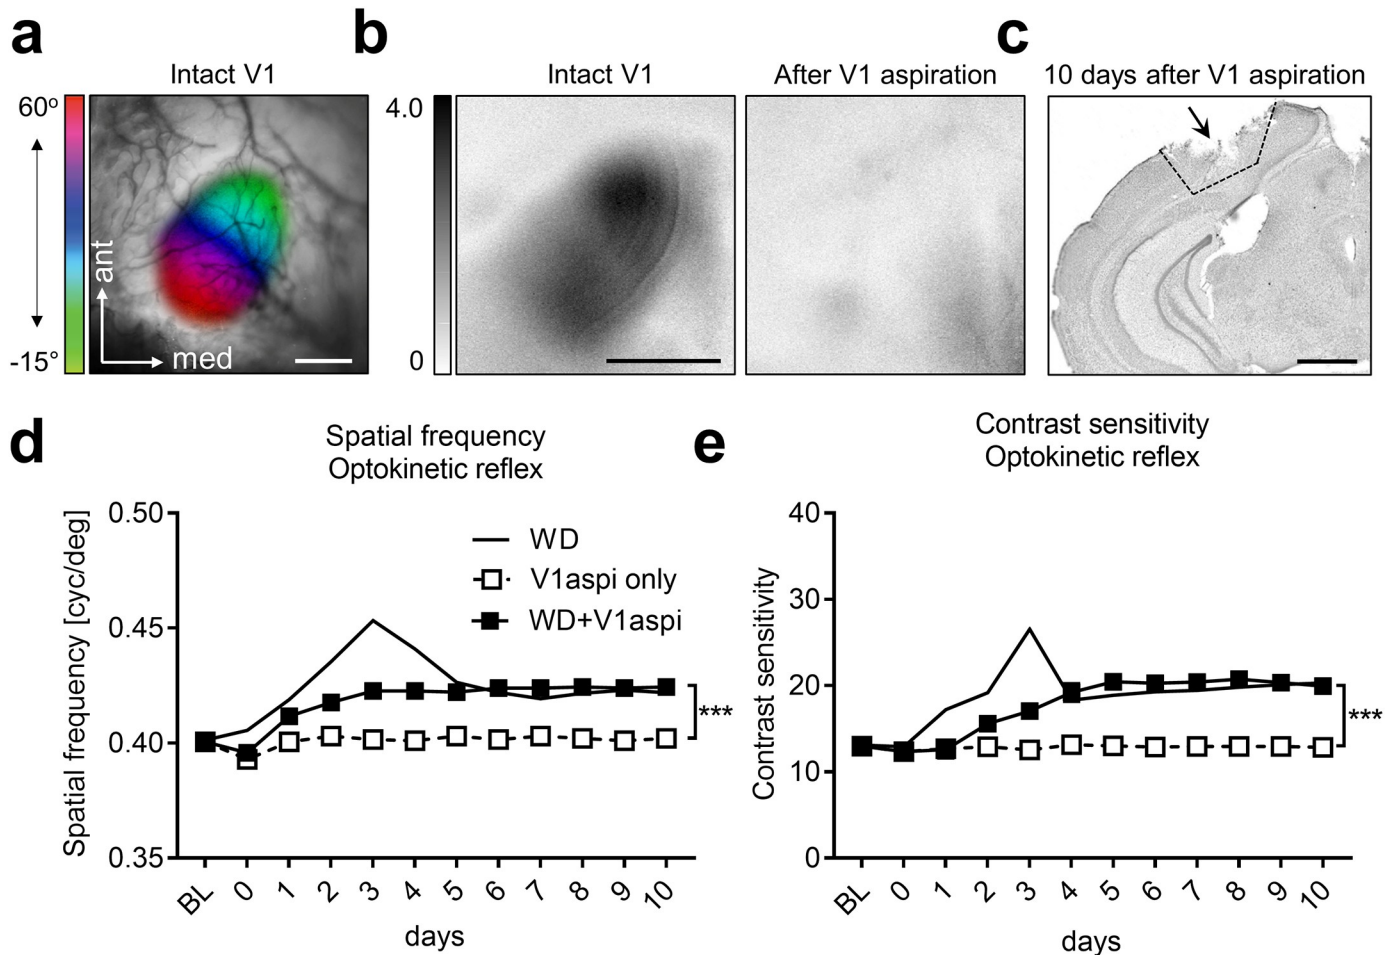 a
b
c
Intact V1
Intact V1
After V1 aspiration
10 days after V1 aspiration
60°
-15°
ant
med
4.0
0
d
Spatial frequency
Optokinetic reflex
Spatial frequency [cyc/deg]
0.50
0.45
0.40
0.35
WD
V1aspi only
WD+V1aspi
***
BL 0 1 2 3 4 5 6 7 8 9 10
days
e
Contrast sensitivity
Optokinetic reflex
Contrast sensitivity
40
30
20
10
0
***
BL 0 1 2 3 4 5 6 7 8 9 10
days